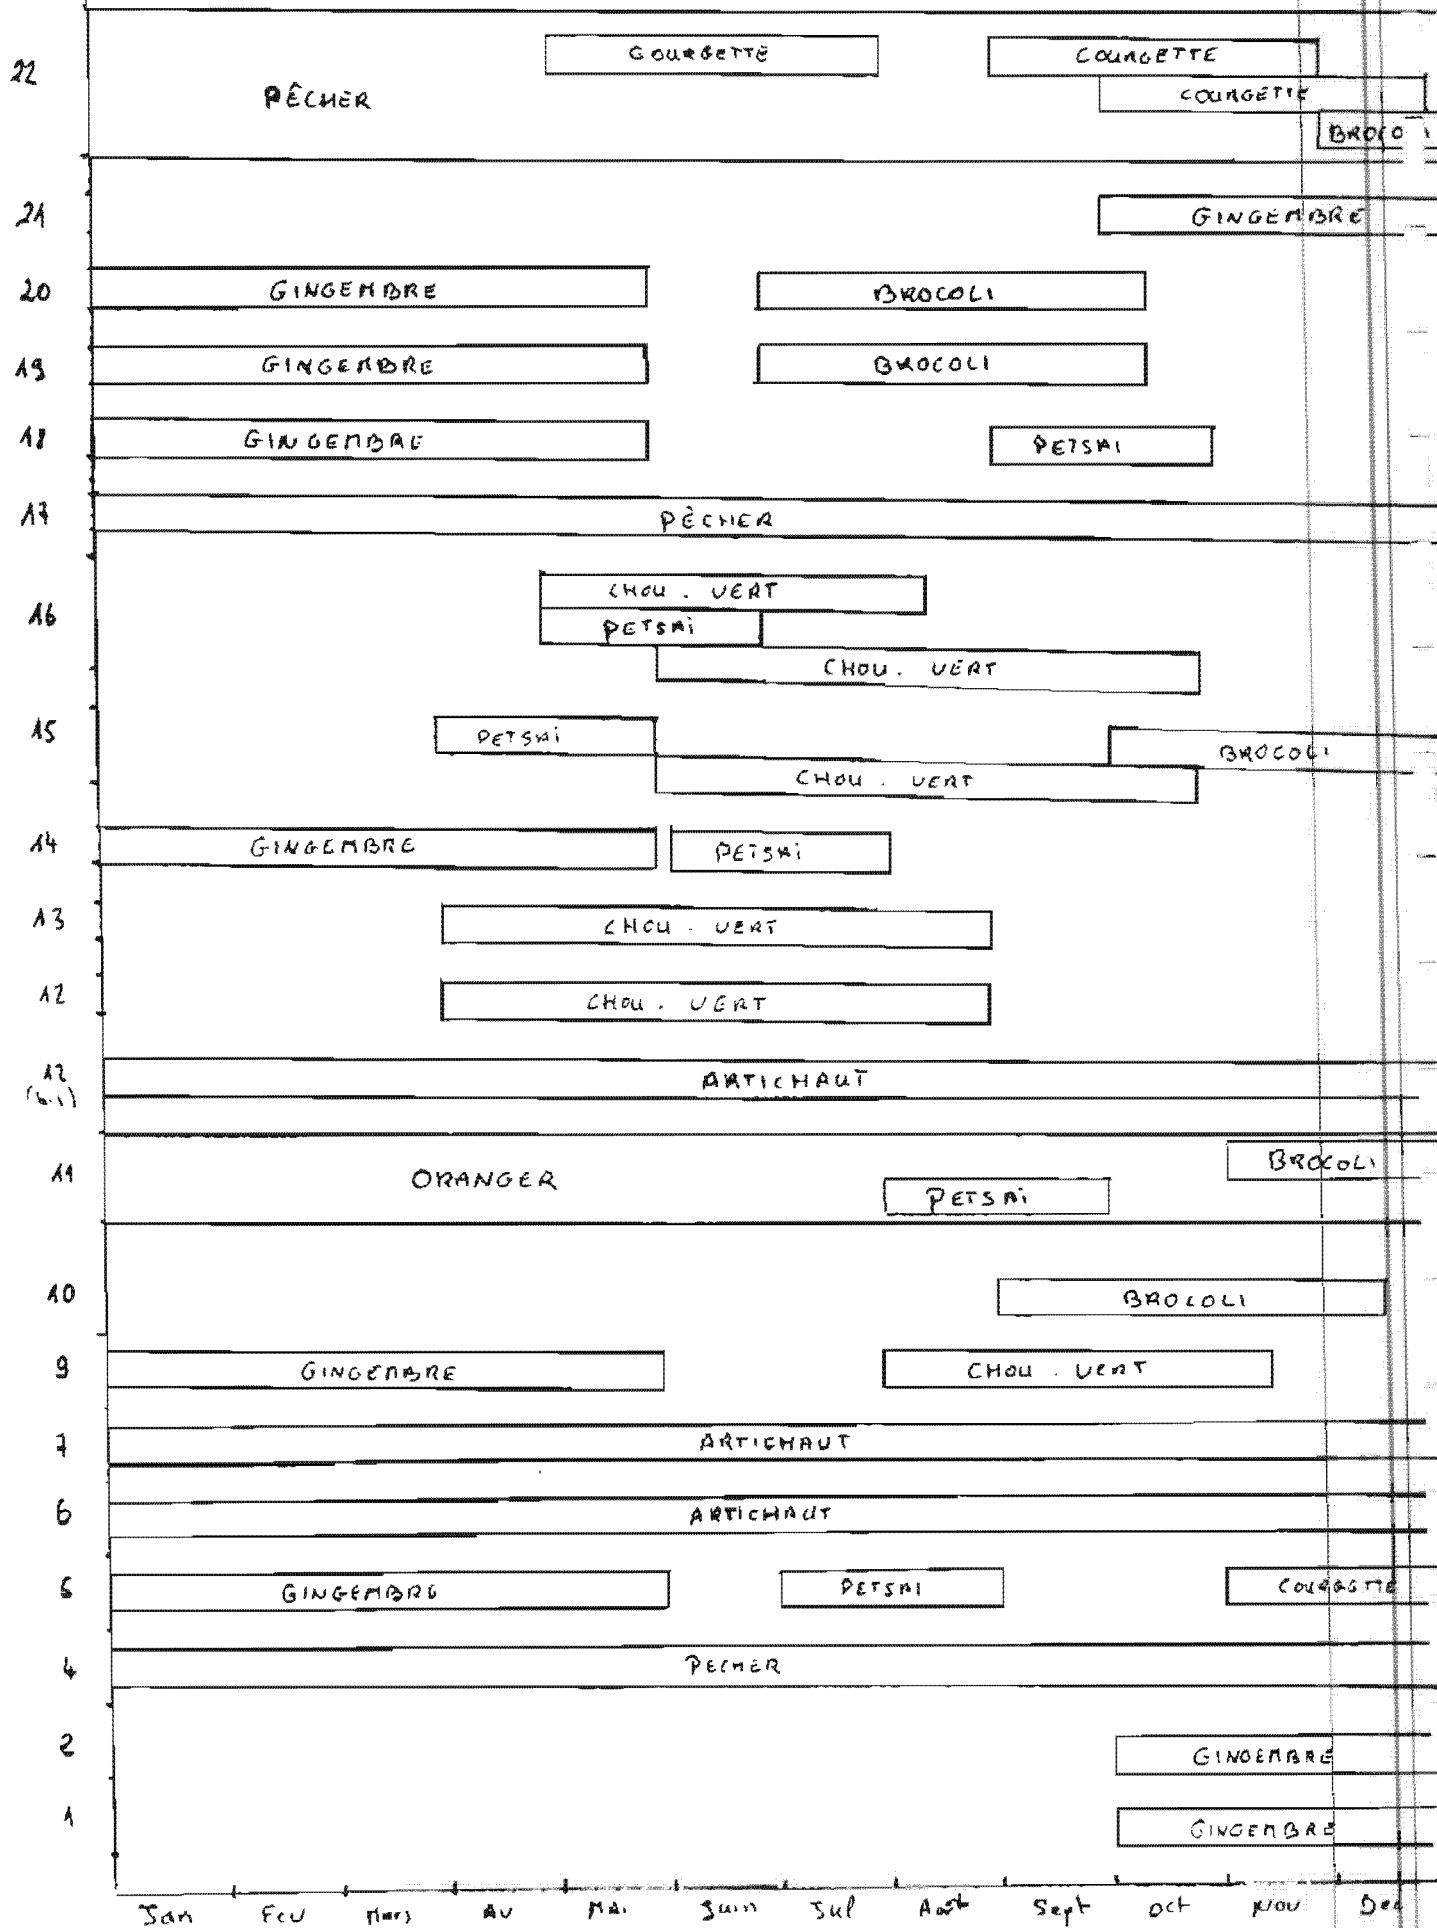 22 PÊCHER COURGETTE COURGETTE
COURGETTE
BROCO I
21 GINGEMBRE
20 GINGEMBRE BROCOLI
19 GINGEMBRE BROCOLI
18 GINGEMBRE PETSAI
17 PÊCHER
16 CHOU . VERT
PETSAi
CHOU . VERT
15 PETSAi BROCOLI
CHOU . VERT
14 GINGEMBRE PETSAi
13 CHOU . VERT
12 CHOU . VERT
12 ARTICHAUT
11 ORANGER BROCOLI
PETSAi
10 BROCOLI
9 GINGEMBRE CHOU . VERT
7 ARTICHAUT
6 ARTICHAUT
5 GINGEMBRE PETSAI COURGETTE
4 PECHER
2 GINGEMBRE
1 GINGEMBRE
Jan Fev Mars Av MAi Juin Jul Août Sept Oct Nov Dec